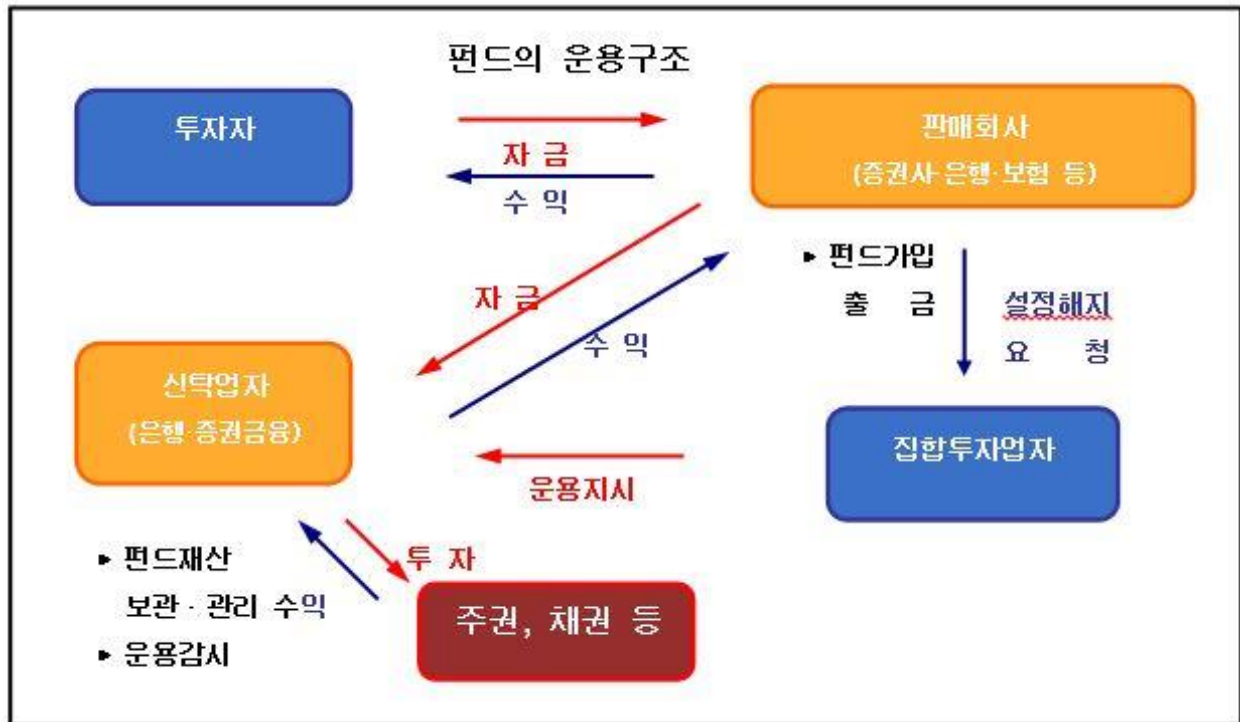 펀드의 운용구조
투자자
자 금
수 익
판매회사
(증권사·은행·보험 등)
▸ 펀드가입
출 금
설정해지
요 청
자 금
수 익
신탁업자
(은행·증권금융)
집합투자업자
운용지시
▸ 펀드재산
보관·관리 수익
▸ 운용감시
투 자
주권, 채권 등